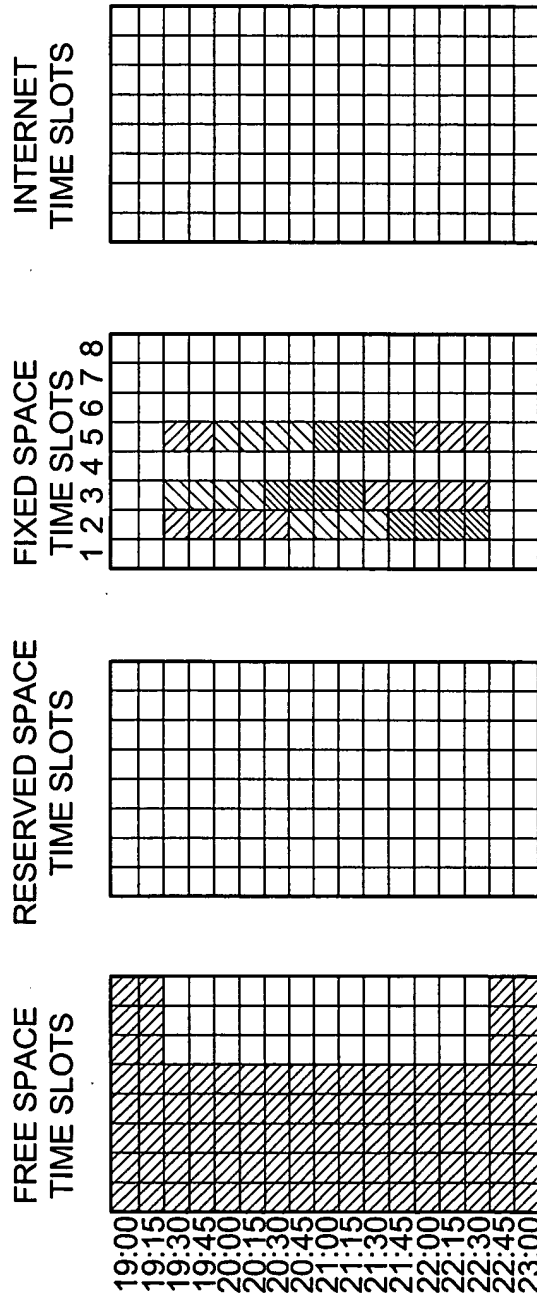 FREE SPACE
TIME SLOTS
RESERVED SPACE
TIME SLOTS
FIXED SPACE
TIME SLOTS
1 2 3 4 5 6 7 8
INTERNET
TIME SLOTS
19:00
19:15
19:30
19:45
20:00
20:15
20:30
20:45
21:00
21:15
21:30
21:45
22:00
22:15
22:30
22:45
23:00